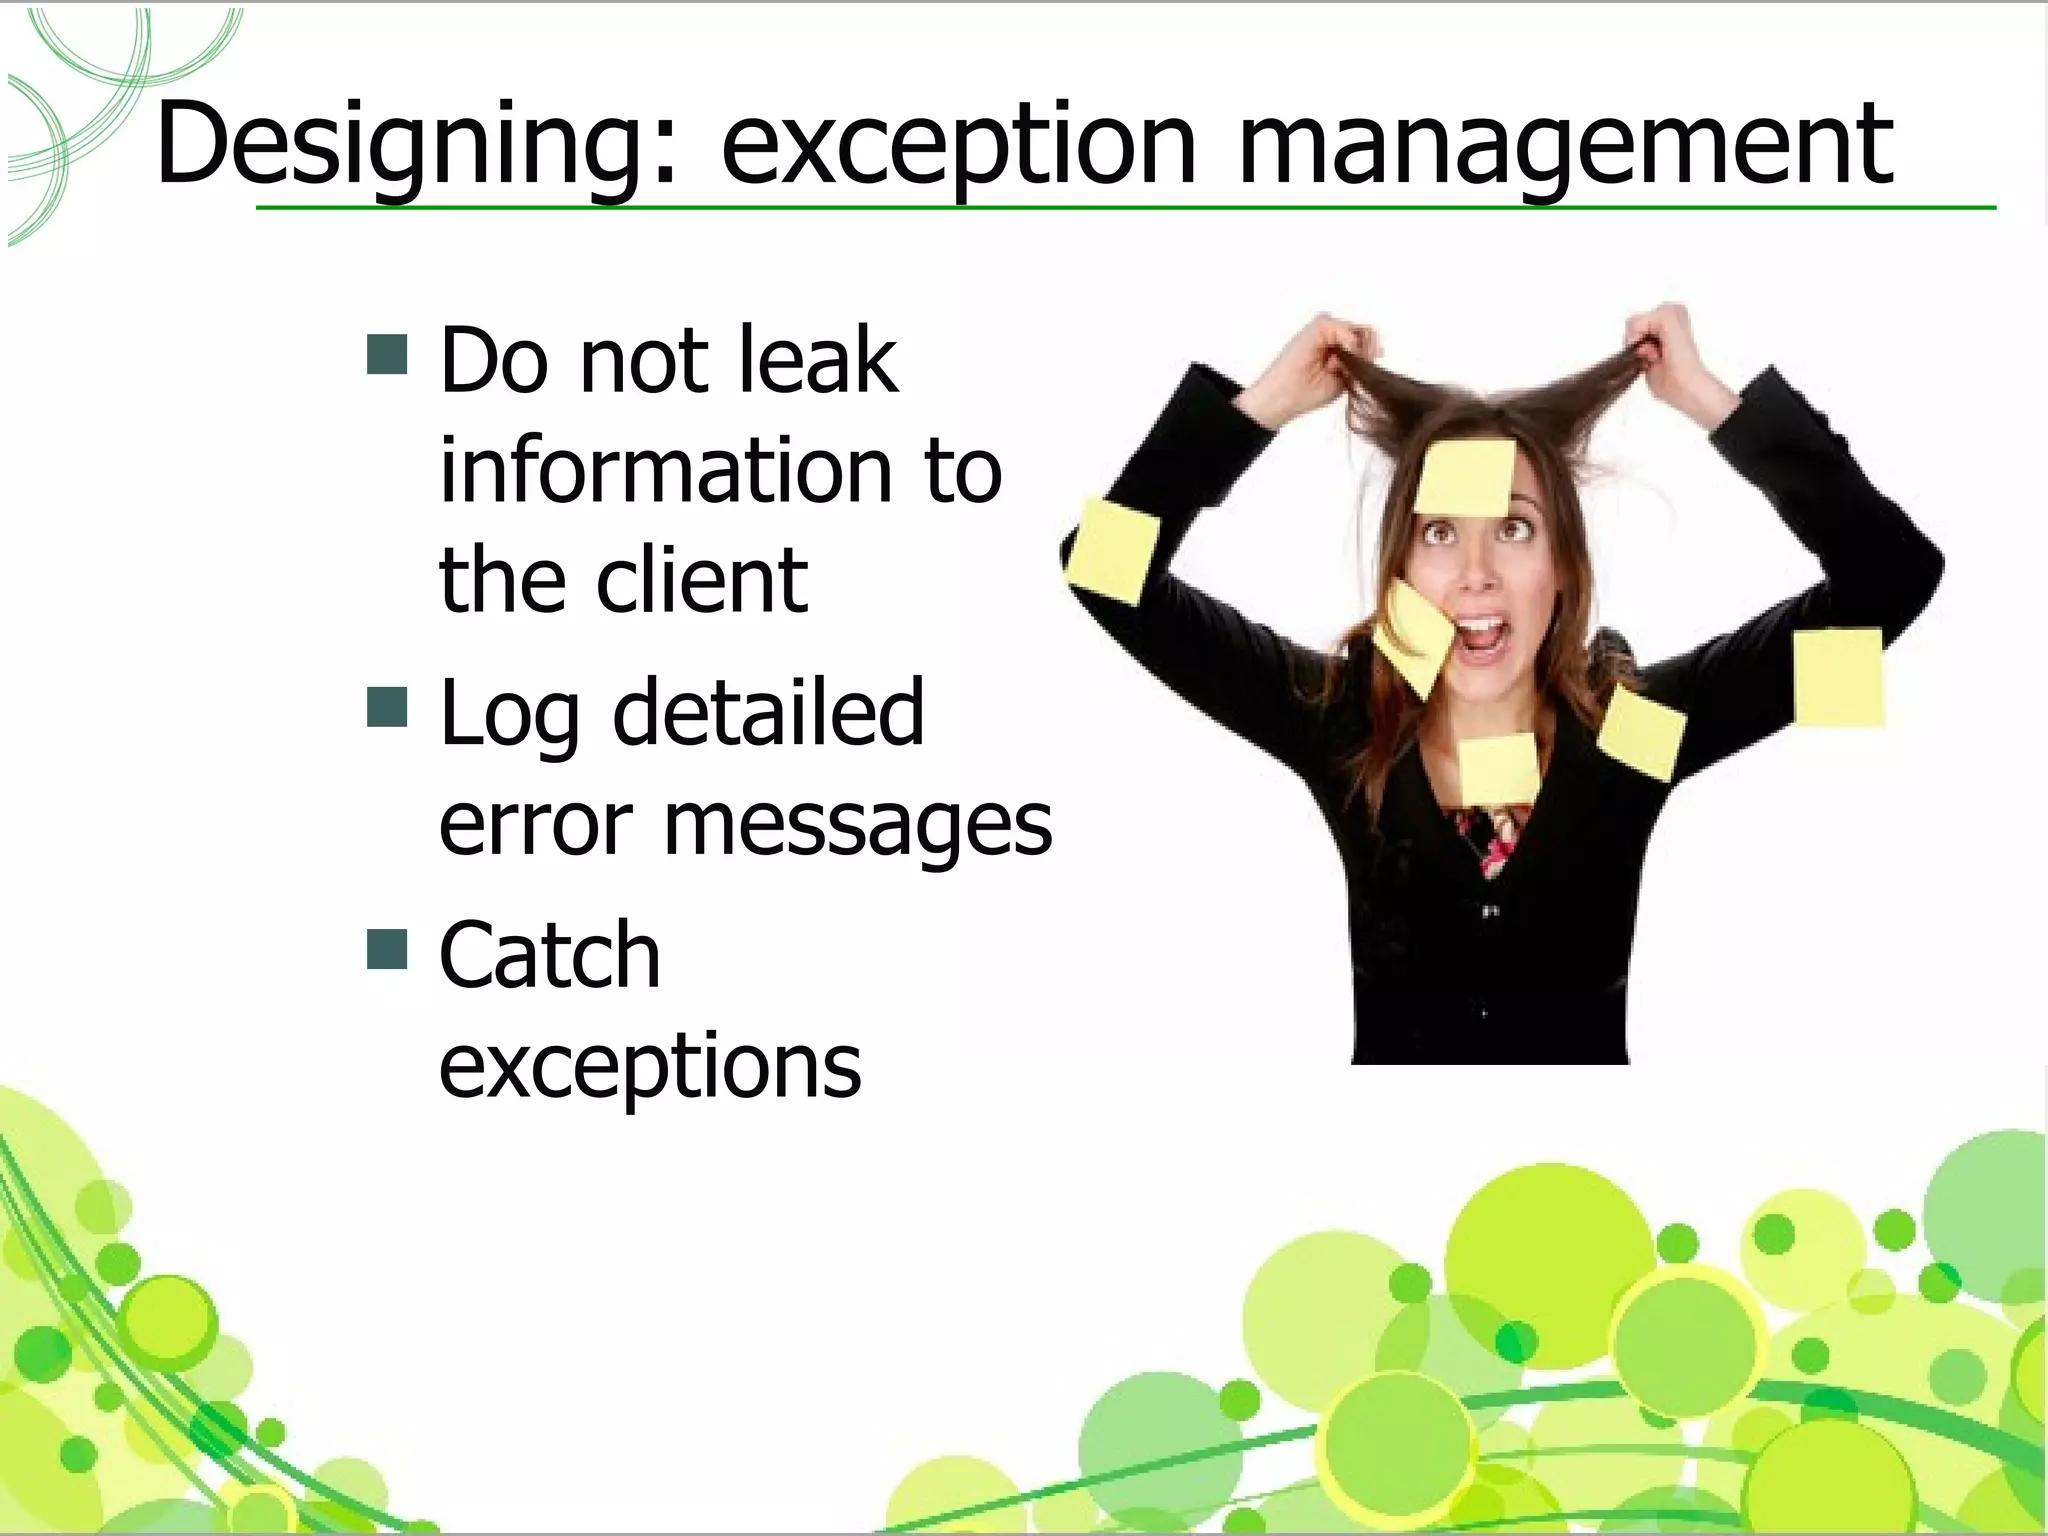 Designing: exception management
Do not leak
information to
the client
Log detailed
error messages
Catch
exceptions